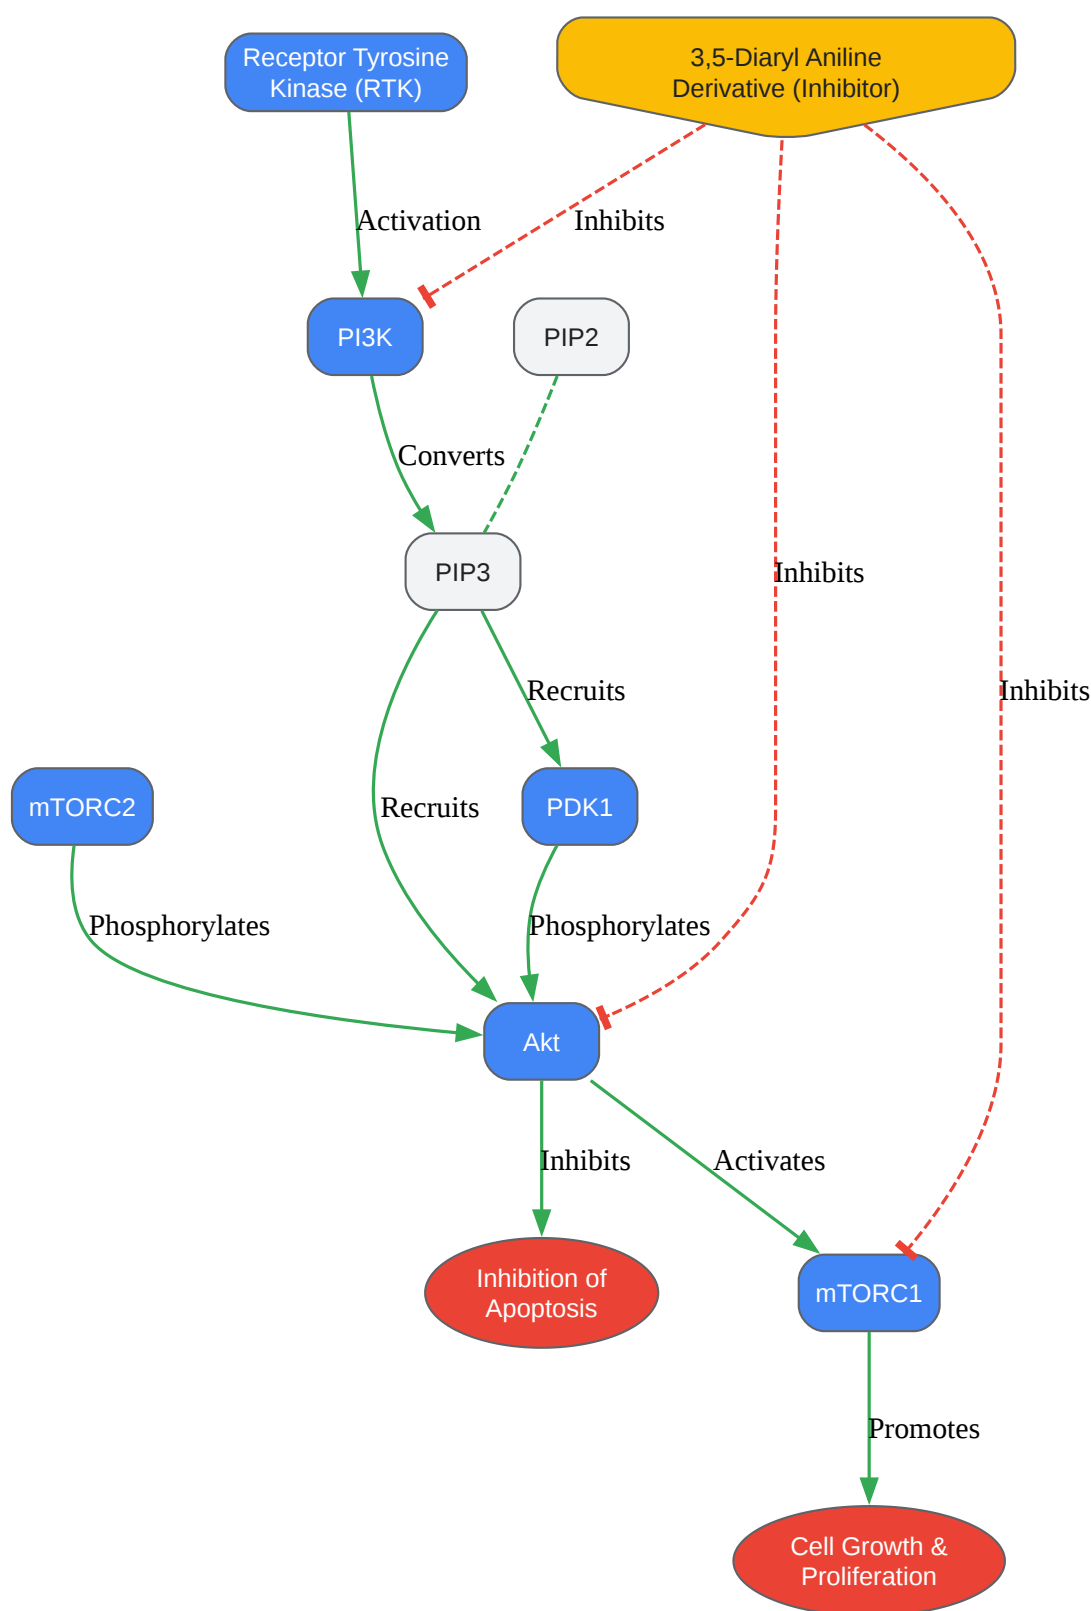 Receptor Tyrosine
Kinase (RTK)
3,5-Diaryl Aniline
Derivative (Inhibitor)
Activation
Inhibits
PI3K
PIP2
Converts
PIP3
Inhibits
Recruits
Inhibits
mTORC2
Recruits
PDK1
Phosphorylates
Phosphorylates
Akt
Inhibits
Activates
Inhibition of
Apoptosis
mTORC1
Promotes
Cell Growth &
Proliferation